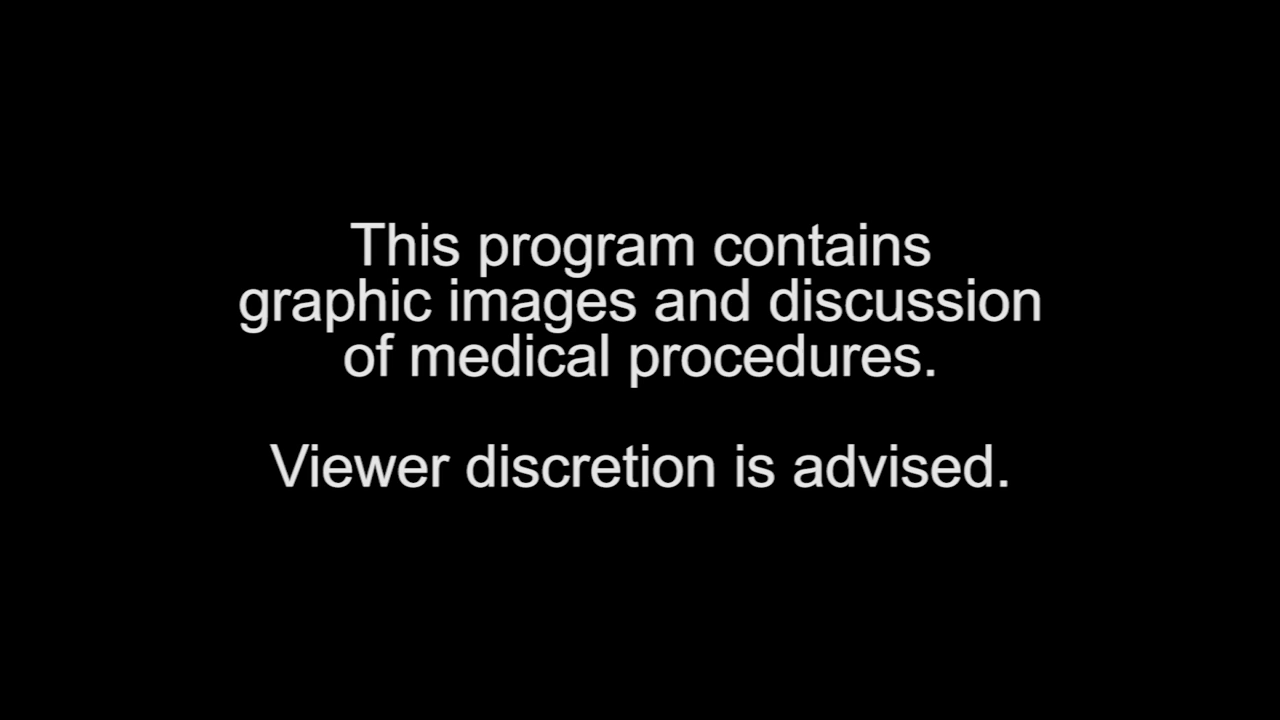 This program contains
graphic images and discussion
of medical procedures.
Viewer discretion is advised.